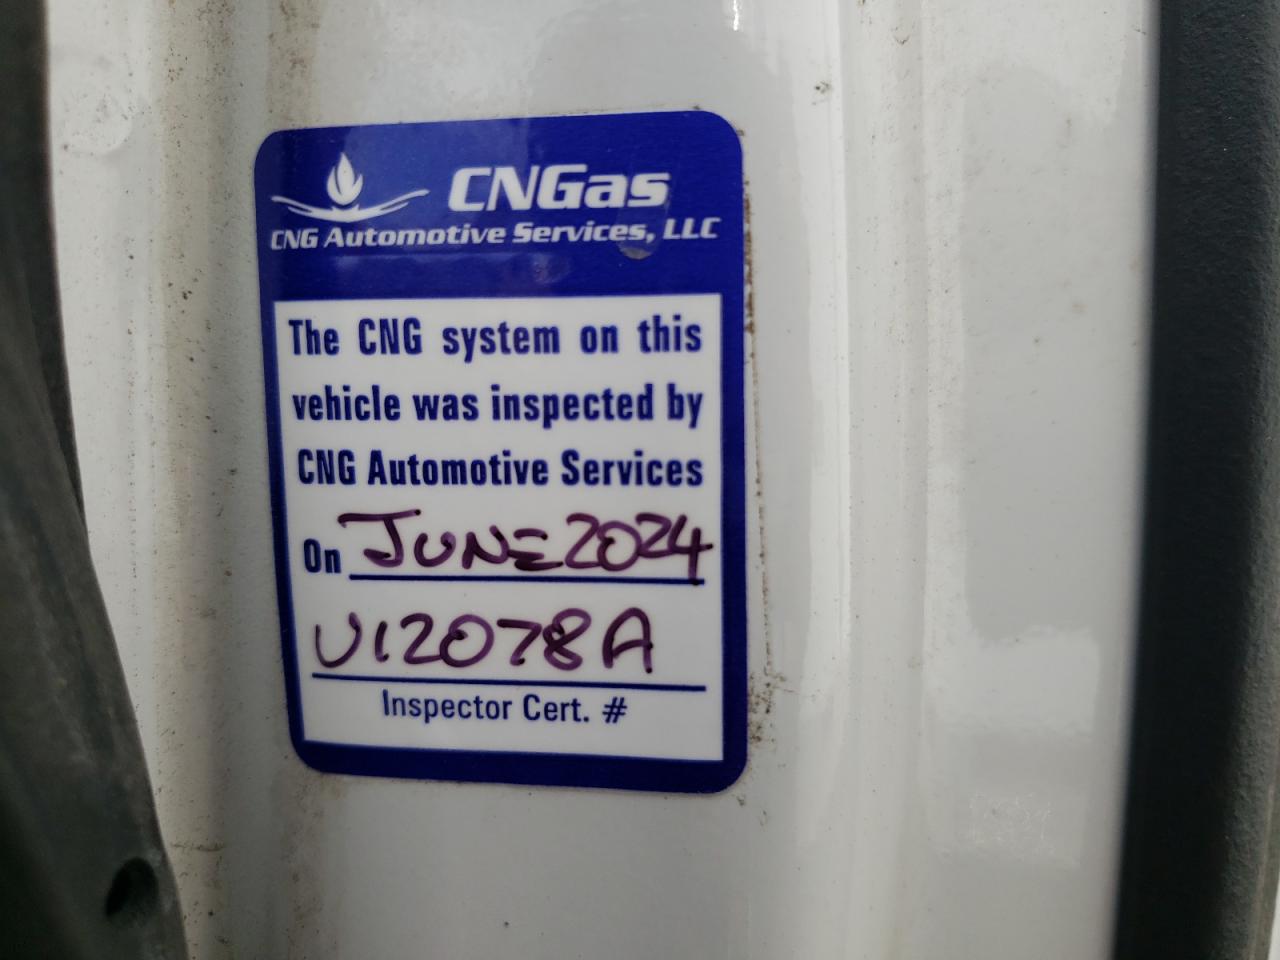 CNGas
CNG Automotive Services, LLC
The CNG system on this
vehicle was inspected by
CNG Automotive Services
On JUNE 2024
U12078A
Inspector Cert. #